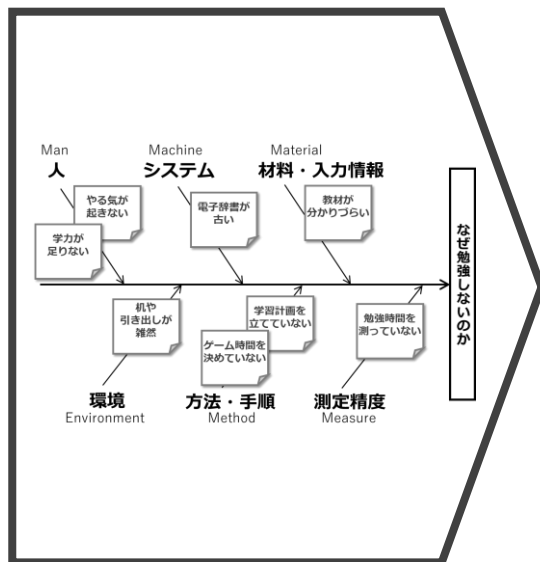 Man
人
Machine
システム
Material
材料・入力情報
やる気が
起きない
学力が
足りない
電子辞書が
古い
教材が
分かりづらい
なぜ勉強しないのか
机や
引き出しが
雑然
学習計画を
立てていない
ゲーム時間を
決めていない
勉強時間を
測っていない
環境
Environment
方法・手順
Method
測定精度
Measure